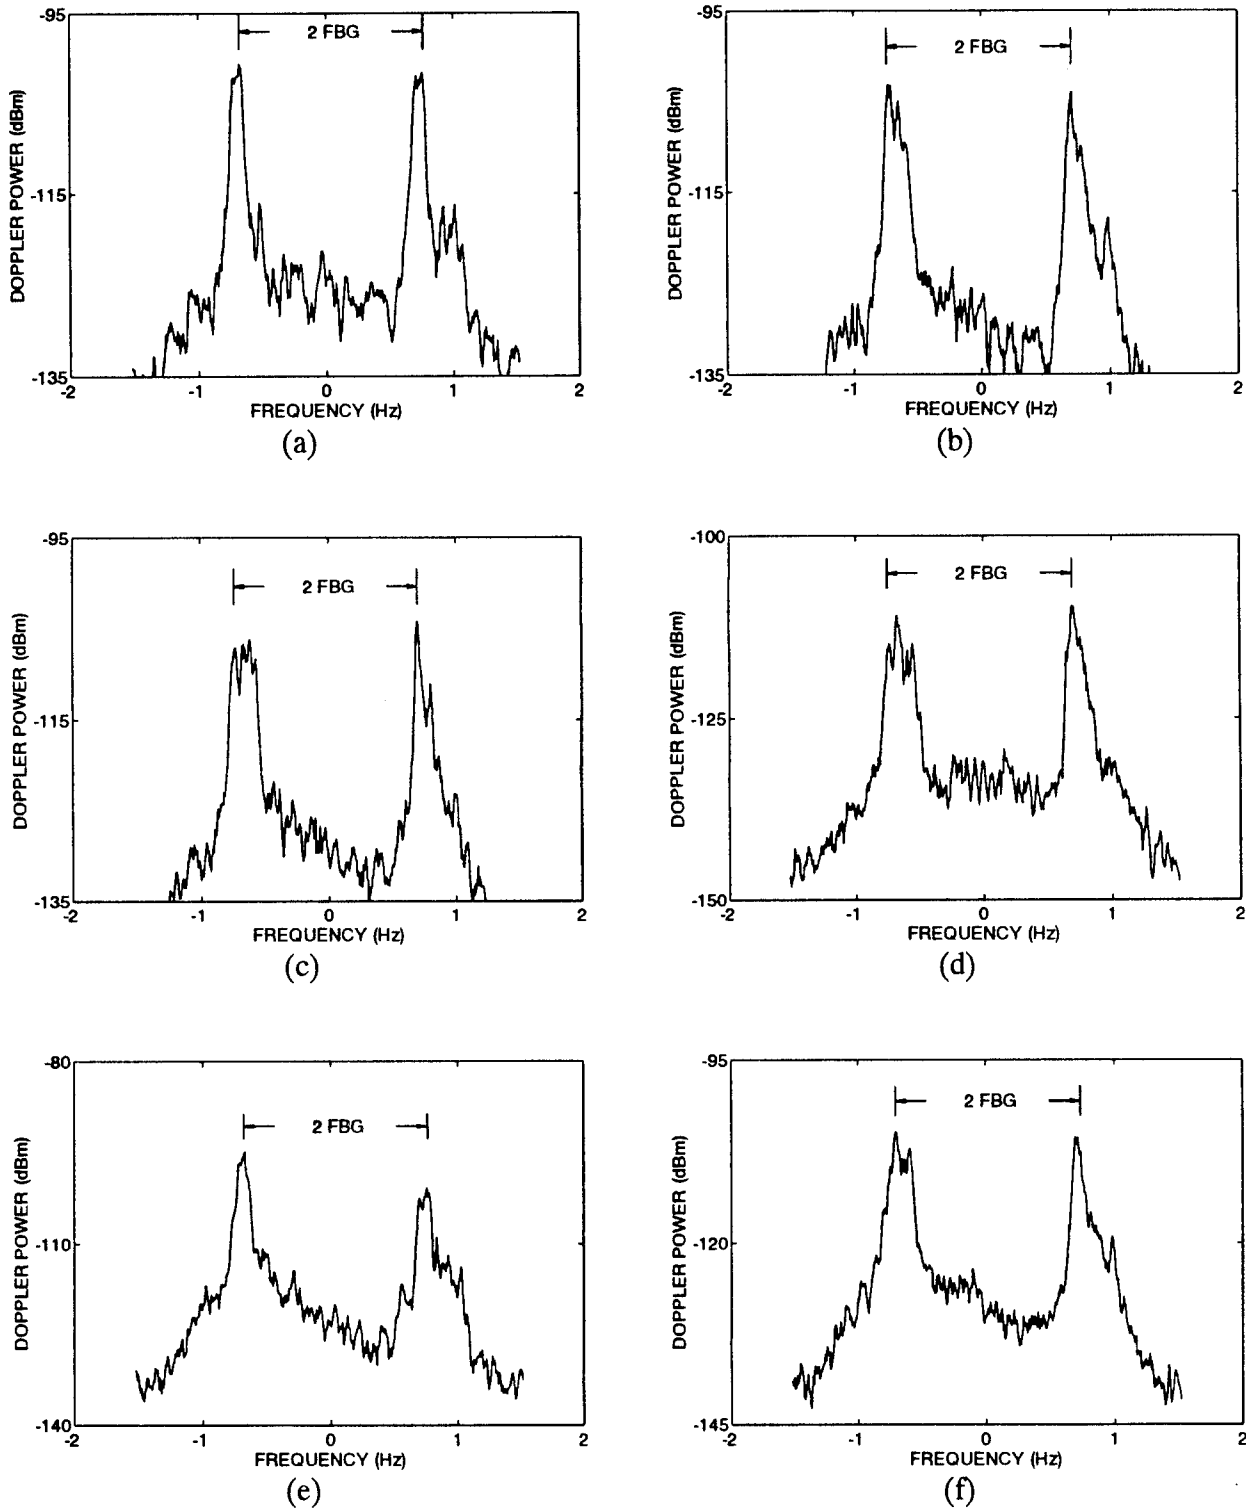 -95
2 FBG
DOPPLER POWER (dBm)
-115
-135
-2 -1 0 1 2
FREQUENCY (Hz)
(a)
-95
2 FBG
DOPPLER POWER (dBm)
-115
-135
-2 -1 0 1 2
FREQUENCY (Hz)
(b)
-95
2 FBG
DOPPLER POWER (dBm)
-115
-135
-2 -1 0 1 2
FREQUENCY (Hz)
(c)
-100
2 FBG
DOPPLER POWER (dBm)
-125
-150
-2 -1 0 1 2
FREQUENCY (Hz)
(d)
-80
2 FBG
DOPPLER POWER (dBm)
-110
-140
-2 -1 0 1 2
FREQUENCY (Hz)
(e)
-95
2 FBG
DOPPLER POWER (dBm)
-120
-145
-2 -1 0 1 2
FREQUENCY (Hz)
(f)